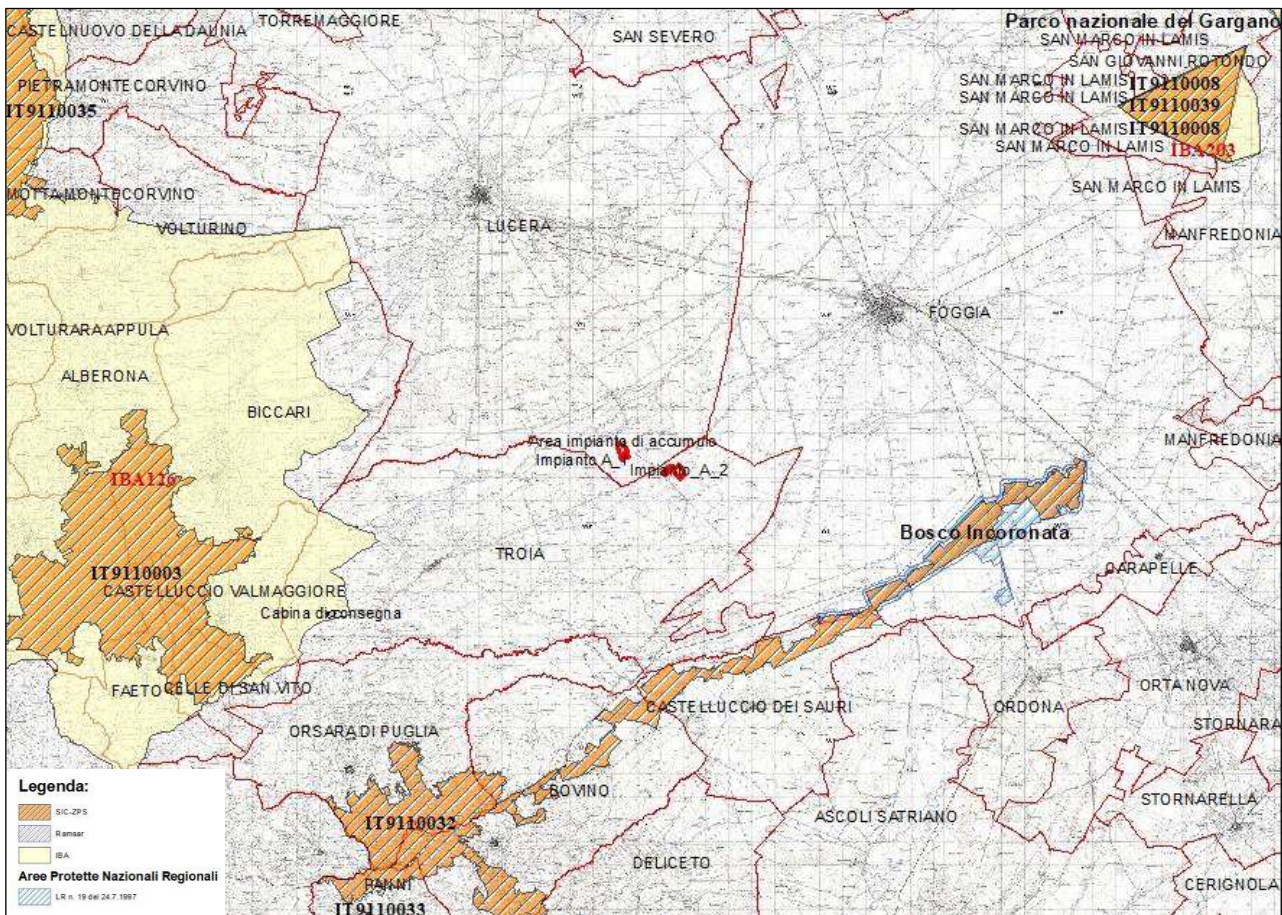 TORREMAGGIORE
CASTELNUOVO DELLA DAUNIA
SAN SEVERO
Parco nazionale del Gargano
SAN MARCO IN LAMIS
SAN GIOVANNI ROTONDO
PIETRAMONTECORVINO
SAN MARCO IN LAMIS IT9110008
SAN MARCO IN LAMIS IT9110039
IT9110035
SAN MARCO IN LAMIS IT9110008
SAN MARCO IN LAMIS IBA203
MOTTA MONTECORVINO
SAN MARCO IN LAMIS
VOLTURINO
LUCERA
MANFREDONIA
FOGGIA
VOLTURARA APPULA
ALBERONA
BICCARI
Area impianto di accumulo
MANFREDONIA
Impianto A_1
Impianto_A_2
IBA126
Bosco Incoronata
TROIA
IT9110003
CARAPELLE
CASTELLUCCIO VALMAGGIORE
Cabina di consegna
FAETO
CELLE DI SAN VITO
ORTA NOVA
CASTELLUCCIO DEI SAURI
ORDONA
STORNARA
ORSARA DI PUGLIA
BOVINO
STORNARELLA
ASCOLI SATRIANO
IT9110032
DELICETO
PANNI
CERIGNOLA
IT9110033
Legenda:
SIC-ZPS
Ramsar
IBA
Aree Protette Nazionali Regionali
LR n. 19 del 24.7.1997